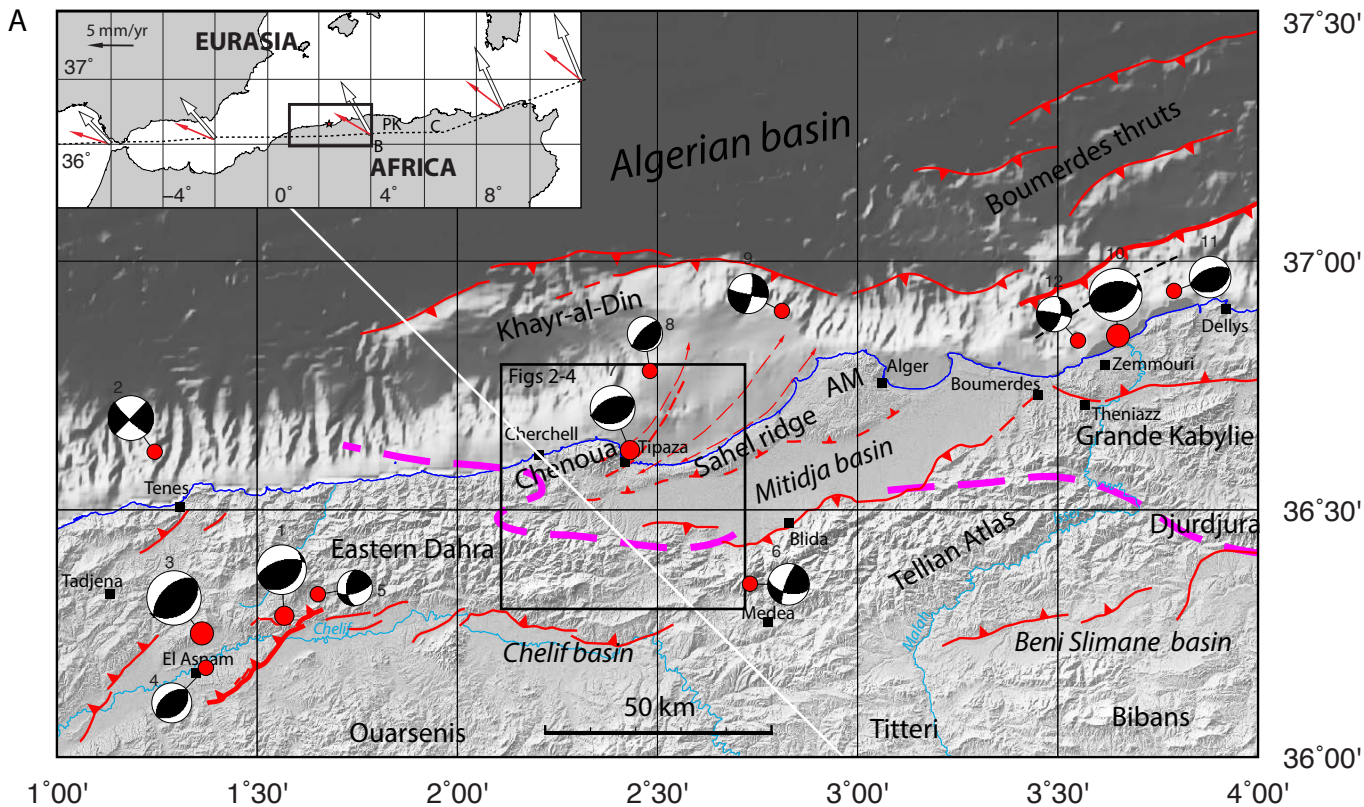 A
5 mm/yr
EURASIA
37°
PK
C
B
36°
AFRICA
−4°
0°
4°
8°
37°30'
Algerian basin
Boumerdes thruts
37°00'
9
10
11
12
Khayr-al-Din
Dellys
8
Zemmouri
Figs 2-4
AM
Alger
Boumerdes
2
Theniazz
Cherchell
Tipaza
Sahel ridge
Grande Kabylie
Chenoua
Mitidja basin
Tenes
36°30'
Blida
Djurdjura
1
Eastern Dahra
Tellian Atlas
3
6
Tadjena
5
Medea
Chelif
Malah
El Asnam
Chelif basin
Beni Slimane basin
4
50 km
Ouarsenis
Titteri
Bibans
36°00'
1°00'
1°30'
2°00'
2°30'
3°00'
3°30'
4°00'